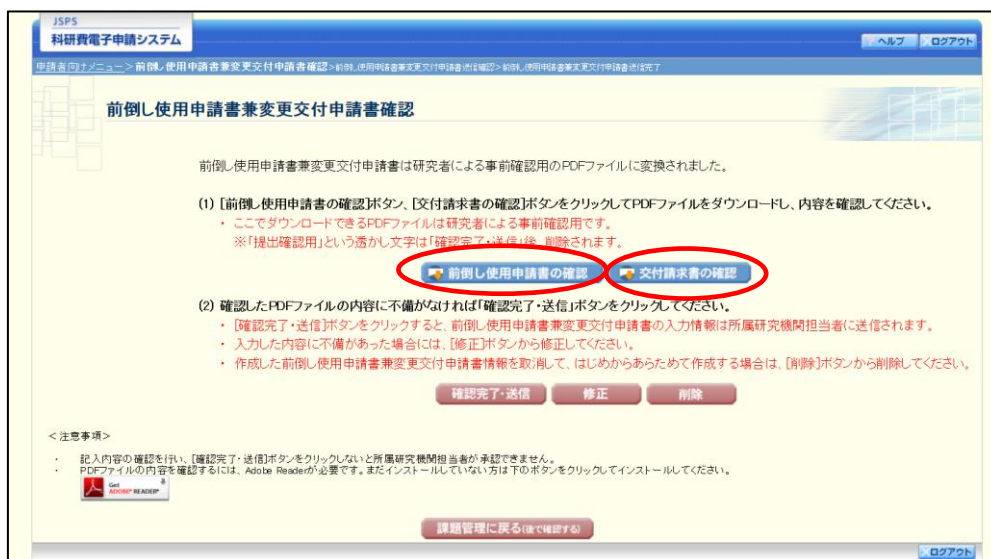 JSPS
科研費電子申請システム
ヘルプ
ログアウト
申請者向けメニュー>前倒し使用申請書兼変更交付申請書確認>前倒し使用申請書兼変更交付申請書送信確認>前倒し使用申請書兼変更交付申請書送信完了
前倒し使用申請書兼変更交付申請書確認
前倒し使用申請書兼変更交付申請書は研究者による事前確認用のPDFファイルに変換されました。
(1) [前倒し使用申請書の確認]ボタン、[交付請求書の確認]ボタンをクリックしてPDFファイルをダウンロードし、内容を確認してください。
・ ここでダウンロードできるPDFファイルは研究者による事前確認用です。
※「提出確認用」という透かし文字は「確認完了・送信」後、削除されます。
前倒し使用申請書の確認
交付請求書の確認
(2) 確認したPDFファイルの内容に不備がなければ「確認完了・送信」ボタンをクリックしてください。
・ [確認完了・送信]ボタンをクリックすると、前倒し使用申請書兼変更交付申請書の入力情報は所属研究機関担当者に送信されます。
・ 入力した内容に不備があった場合には、[修正]ボタンから修正してください。
・ 作成した前倒し使用申請書兼変更交付申請書情報を取消して、はじめからあらためて作成する場合は、[削除]ボタンから削除してください。
確認完了・送信
修正
削除
<注意事項>
・ 記入内容の確認を行い、[確認完了・送信]ボタンをクリックしないと所属研究機関担当者が承認できません。
・ PDFファイルの内容を確認するには、Adobe Readerが必要です。まだインストールしていない方は下のボタンをクリックしてインストールしてください。
Get
ADOBE® READER®
課題管理に戻る(後で確認する)
ログアウト